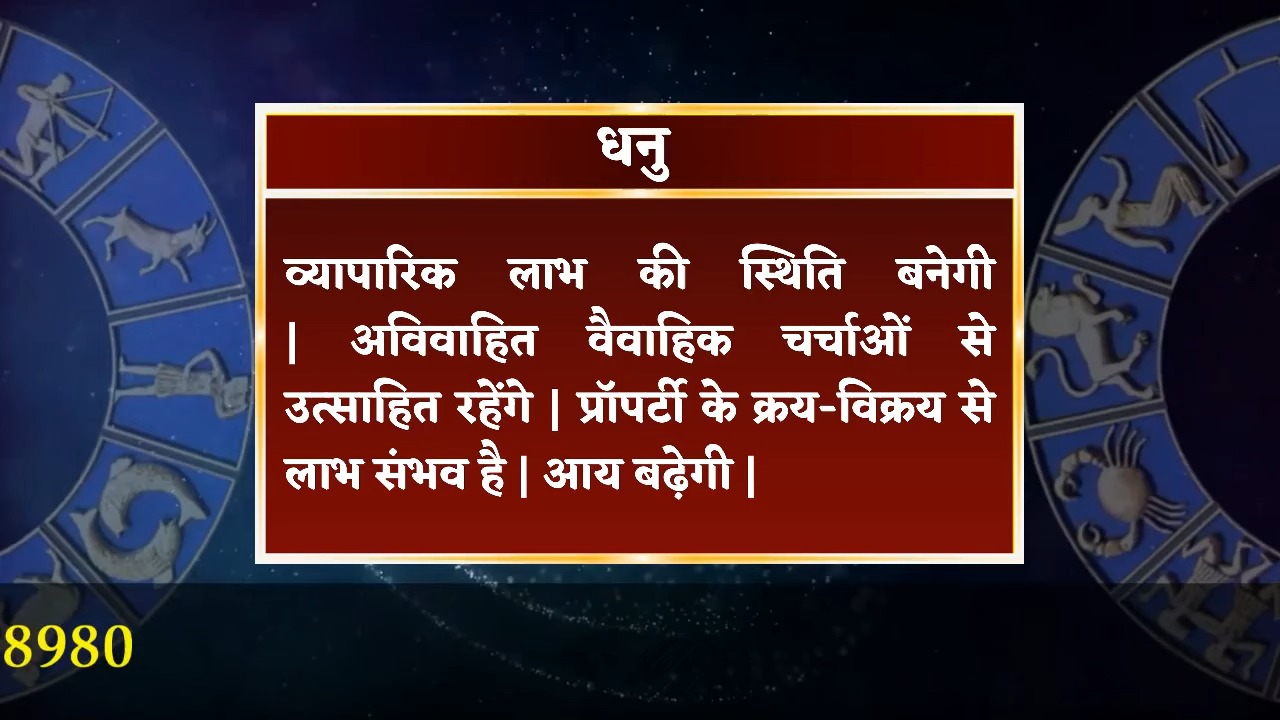 धनु
व्यापारिक लाभ की स्थिति बनेगी
| अविवाहित वैवाहिक चर्चाओं से
उत्साहित रहेंगे | प्रॉपर्टी के क्रय-विक्रय से
लाभ संभव है | आय बढ़ेगी |
8980